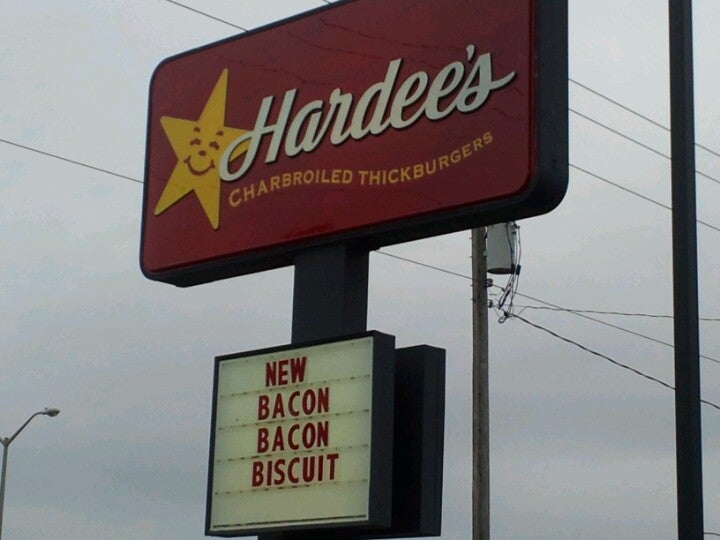 Hardee's
CHARBROILED THICKBURGERS
NEW
BACON
BACON
BISCUIT